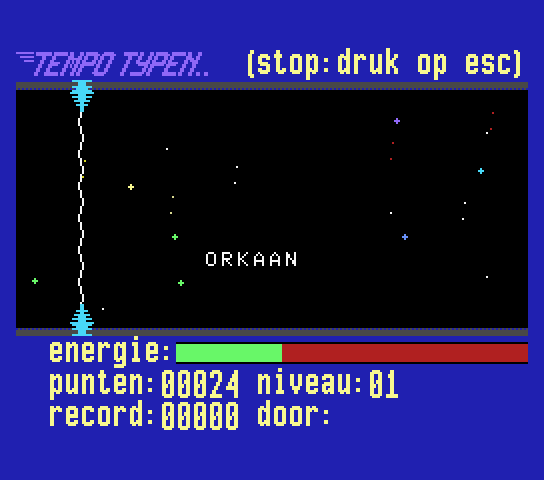 TEMPO TYPEN.. (stop:druk op esc)
ORKAAN
energie:
punten:00024 niveau:01
record:00000 door: